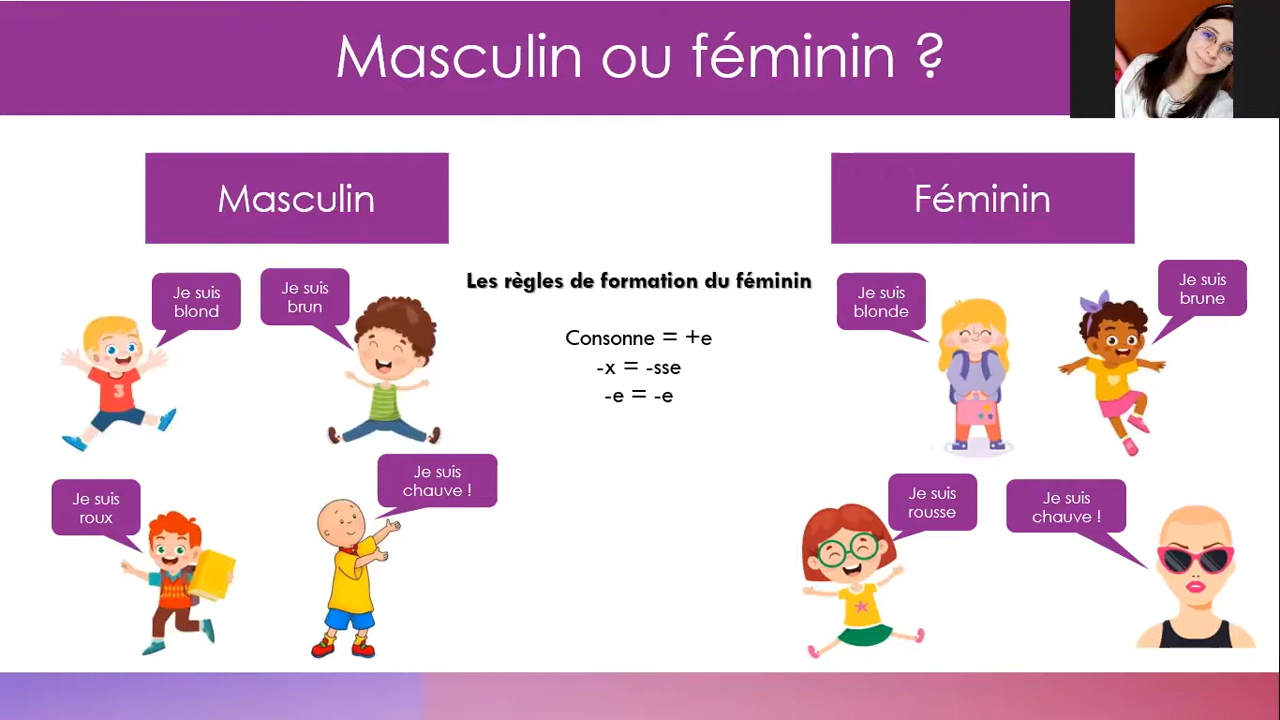 Masculin ou féminin ?
Masculin
Féminin
Je suis
blond
Je suis
brun
Les règles de formation du féminin
Consonne = +e
-x = -sse
-e = -e
Je suis
blonde
Je suis
brune
3
Je suis
roux
Je suis
chauve !
Je suis
rousse
Je suis
chauve !